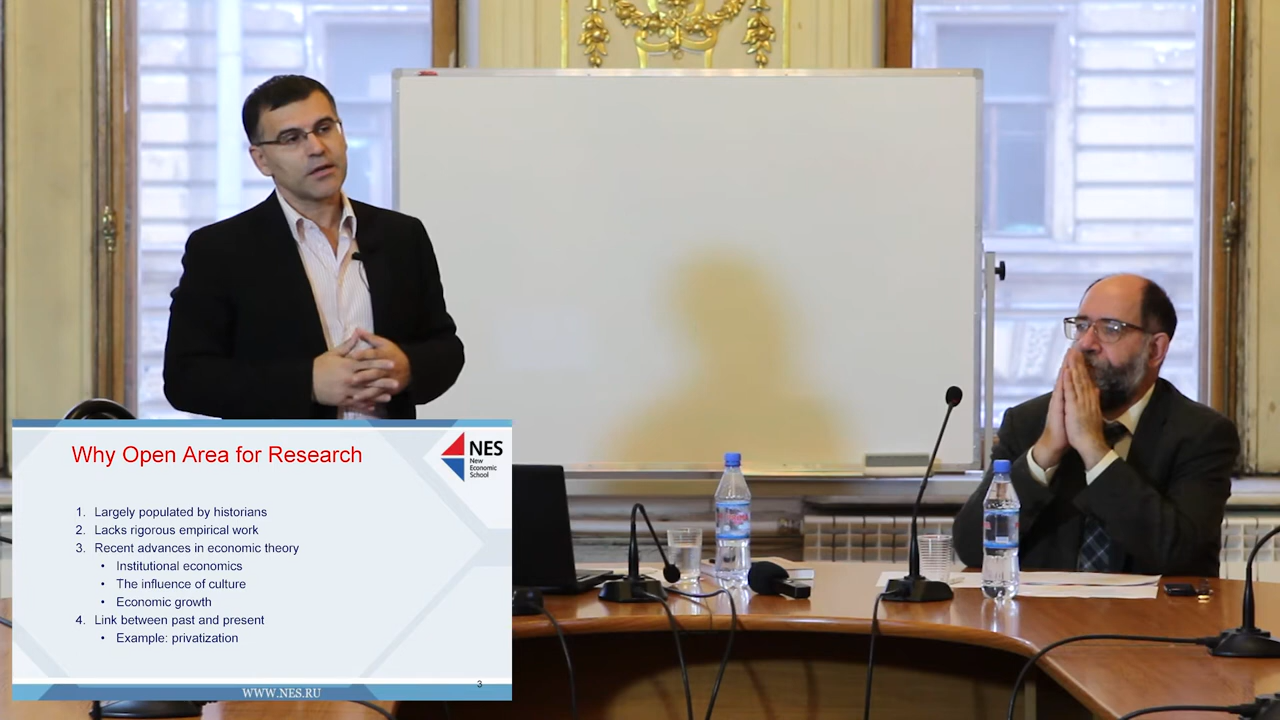 Why Open Area for Research
NES
New
Economic
School
1. Largely populated by historians
2. Lacks rigorous empirical work
3. Recent advances in economic theory
• Institutional economics
• The influence of culture
• Economic growth
4. Link between past and present
• Example: privatization
3
WWW.NES.RU